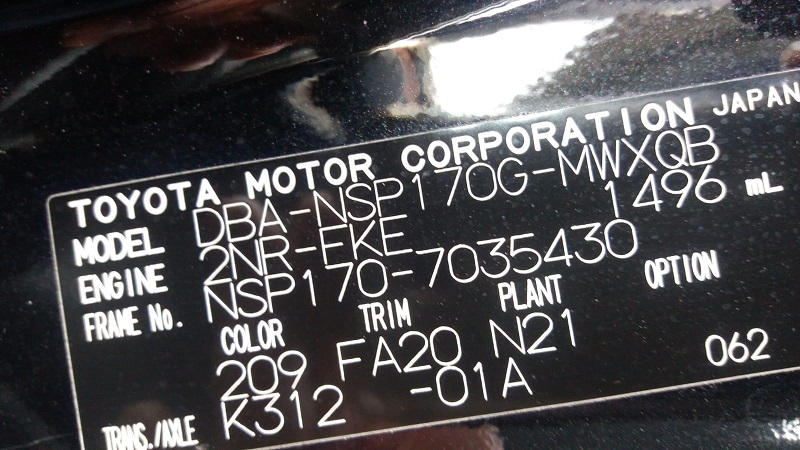 TOYOTA MOTOR CORPORATION JAPAN
MODEL DBA-NSP170G-MWXQB
ENGINE 2NR-FKE 1496 mL
FRAME No. NSP170-7035430
COLOR TRIM PLANT OPTION
209 FA20 N21
TRANS./AXLE K312 -01A 062